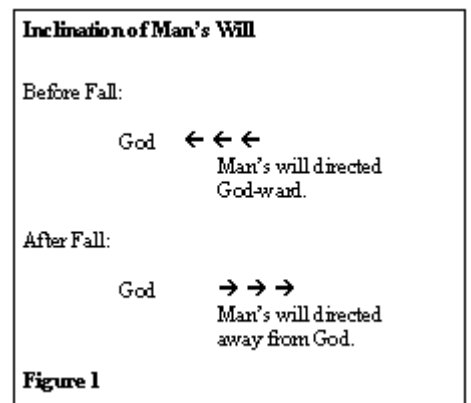 Inclination of Man's Will
Before Fall:
God ← ← ←
Man's will directed
God-ward.
After Fall:
God → → →
Man's will directed
away from God.
Figure 1